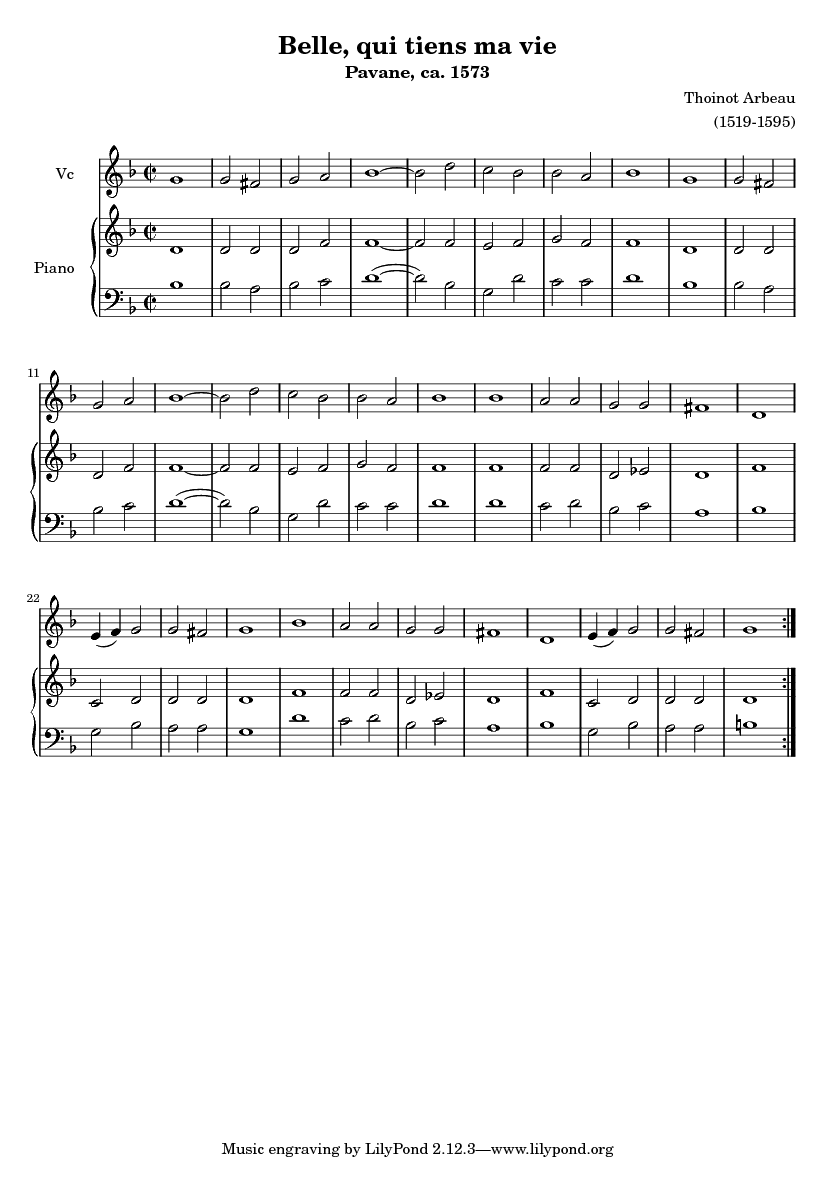 Belle, qui tiens ma vie
Pavane, ca. 1573
Thoinot Arbeau
(1519-1595)
Vc
Piano
11
22
Music engraving by LilyPond 2.12.3—www.lilypond.org